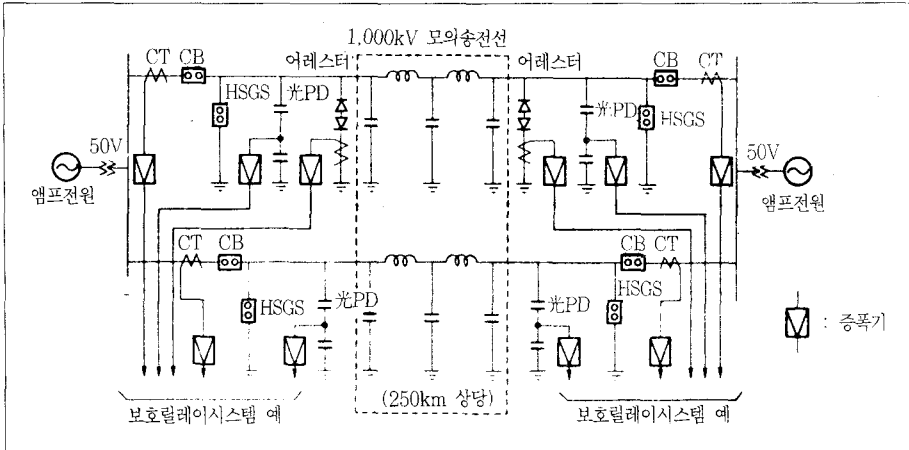 1,000kV 모의송전선
CT CB 어레스터 어레스터 CB CT
HSGS 光PD 光PD HSGS
50V 50V
앰프전원 앰프전원
CT CB CB CT
HSGS 光PD 光PD HSGS
: 증폭기
(250km 상당)
보호릴레이시스템 예 보호릴레이시스템 예